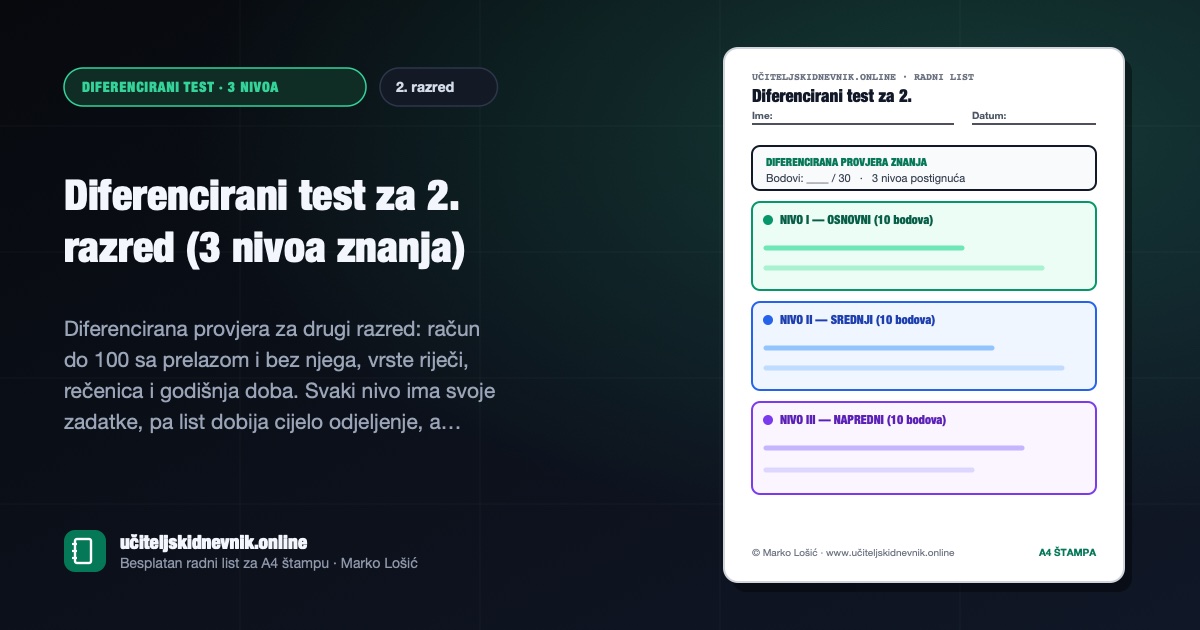 DIFERENCIRANI TEST · 3 NIVOA
2. razred
Diferencirani test za 2.
razred (3 nivoa znanja)
Diferencirana provjera za drugi razred: račun
do 100 sa prelazom i bez njega, vrste riječi,
rečenica i godišnja doba. Svaki nivo ima svoje
zadatke, pa list dobija cijelo odjeljenje, a…
učiteljskidnevnik.online
Besplatan radni list za A4 štampu · Marko Lošić
UČITELJSKIDNEVNIK.ONLINE · RADNI LIST
Diferencirani test za 2.
Ime:
Datum:
DIFERENCIRANA PROVJERA ZNANJA
Bodovi: ____ / 30 · 3 nivoa postignuća
NIVO I — OSNOVNI (10 bodova)
NIVO II — SREDNJI (10 bodova)
NIVO III — NAPREDNI (10 bodova)
© Marko Lošić · www.učiteljskidnevnik.online
A4 ŠTAMPA